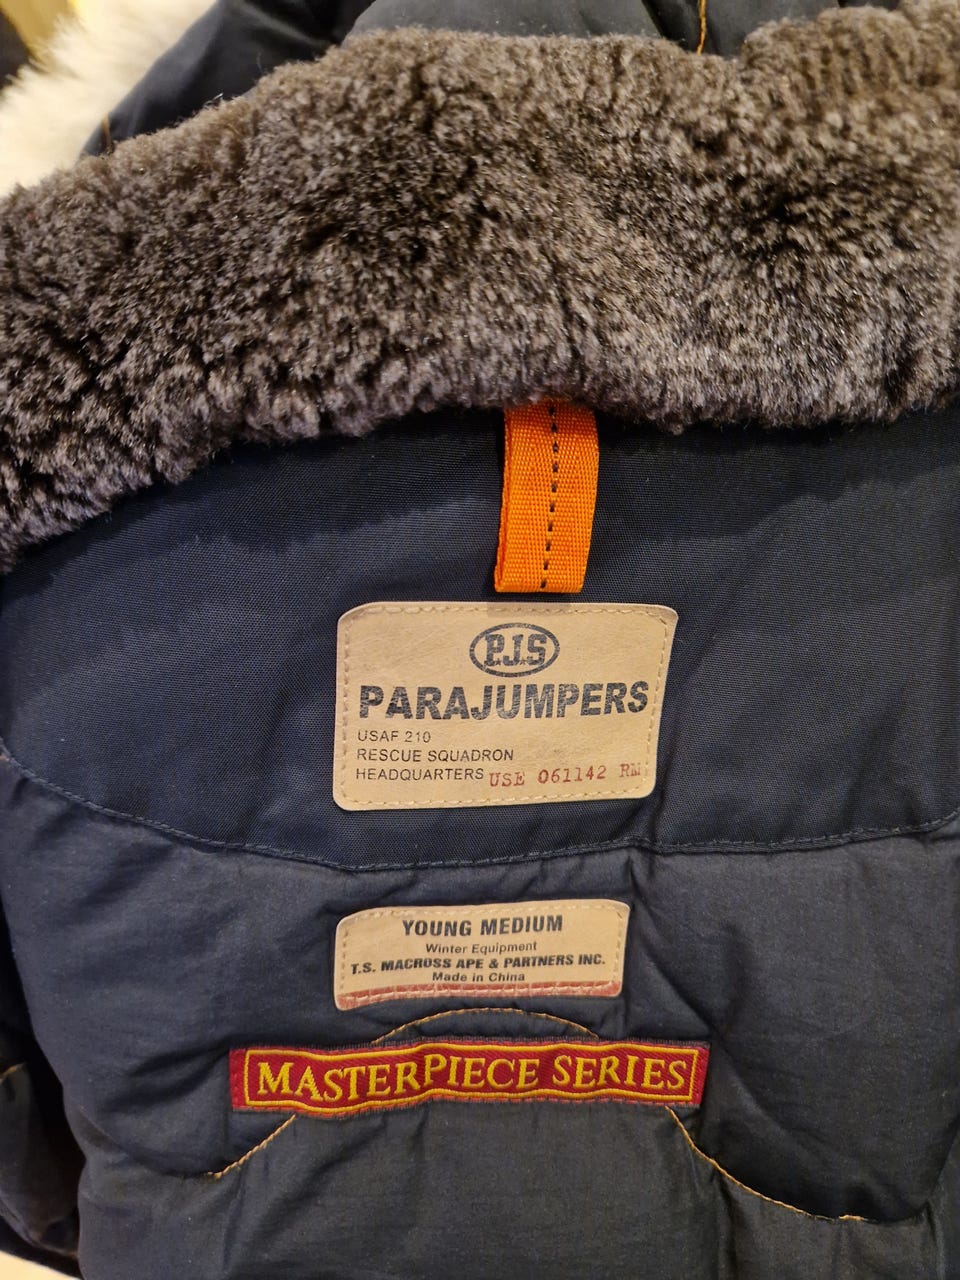 P.J.S
PARAJUMPERS
USAF 210
RESCUE SQUADRON
HEADQUARTERS USE 061142 RM
YOUNG MEDIUM
Winter Equipment
T.S. MACROSS APE & PARTNERS INC.
Made in China
MASTERPIECE SERIES